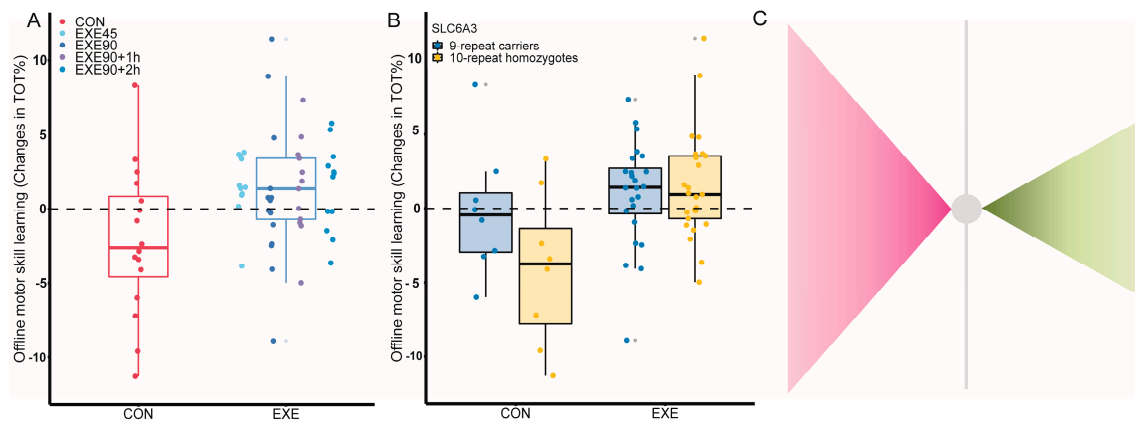 A
CON
EXE45
EXE90
EXE90+1h
EXE90+2h
Offline motor skill learning (Changes in TOT%)
10
5
0
-5
-10
CON EXE
B
SLC6A3
9-repeat carriers
10-repeat homozygotes
Offline motor skill learning (Changes in TOT%)
10
5
0
-5
-10
CON EXE
C